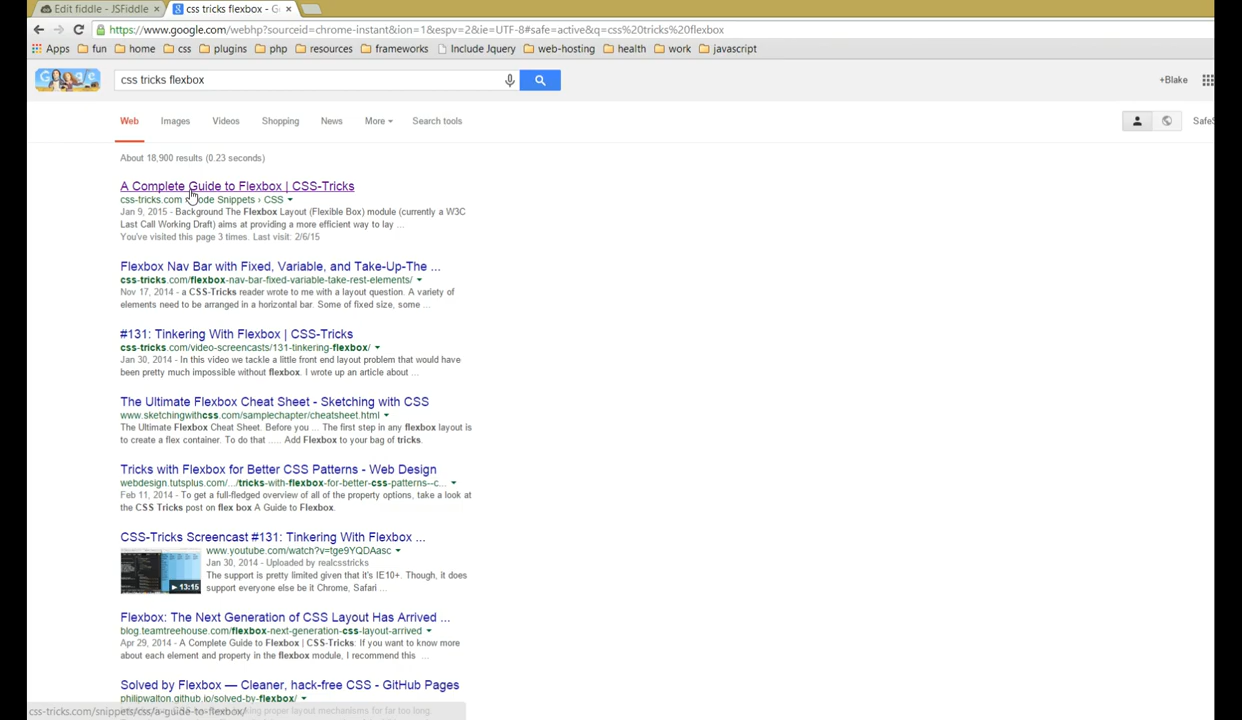 Edit fiddle - JSFiddle
css tricks flexbox - G
https://www.google.com/webhp?sourceid=chrome-instant&ion=1&espv=2&ie=UTF-8#safe=active&q=css%20tricks%20flexbox
Apps fun home css plugins php resources frameworks Include Jquery web-hosting health work javascript
css tricks flexbox
+Blake
Web Images Videos Shopping News More Search tools
SafeS
About 18,900 results (0.23 seconds)
A Complete Guide to Flexbox | CSS-Tricks
css-tricks.com › ode Snippets › CSS
Jan 9, 2015 - Background The Flexbox Layout (Flexible Box) module (currently a W3C
Last Call Working Draft) aims at providing a more efficient way to lay ...
You've visited this page 3 times. Last visit: 2/6/15
Flexbox Nav Bar with Fixed, Variable, and Take-Up-The ...
css-tricks.com/flexbox-nav-bar-fixed-variable-take-rest-elements/
Nov 17, 2014 - a CSS-Tricks reader wrote to me with a layout question. A variety of
elements need to be arranged in a horizontal bar. Some of fixed size, some ...
#131: Tinkering With Flexbox | CSS-Tricks
css-tricks.com/video-screencasts/131-tinkering-flexbox/
Jan 30, 2014 - In this video we tackle a little front end layout problem that would have
been pretty much impossible without flexbox. I wrote up an article about ...
The Ultimate Flexbox Cheat Sheet - Sketching with CSS
www.sketchingwithcss.com/samplechapter/cheatsheet.html
The Ultimate Flexbox Cheat Sheet. Before you ... The first step in any flexbox layout is
to create a flex container. To do that ..... Add Flexbox to your bag of tricks.
Tricks with Flexbox for Better CSS Patterns - Web Design
webdesign.tutsplus.com/.../tricks-with-flexbox-for-better-css-patterns--c...
Feb 11, 2014 - To get a full-fledged overview of all of the property options, take a look at
the CSS Tricks post on flex box A Guide to Flexbox.
CSS-Tricks Screencast #131: Tinkering With Flexbox ...
www.youtube.com/watch?v=tge9YQDAasc
Jan 30, 2014 - Uploaded by realcsstricks
The support is pretty limited given that it's IE10+. Though, it does
support everyone else be it Chrome, Safari ...
13:15
Flexbox: The Next Generation of CSS Layout Has Arrived ...
blog.teamtreehouse.com/flexbox-next-generation-css-layout-arrived
Apr 29, 2014 - A Complete Guide to Flexbox | CSS-Tricks: If you want to know more
about each element and property in the flexbox module, I recommend this ...
Solved by Flexbox — Cleaner, hack-free CSS - GitHub Pages
philipwalton.github.io/solved-by-flexbox/
css-tricks.com/snippets/css/a-guide-to-flexbox/
proper layout mechanisms for far too long.